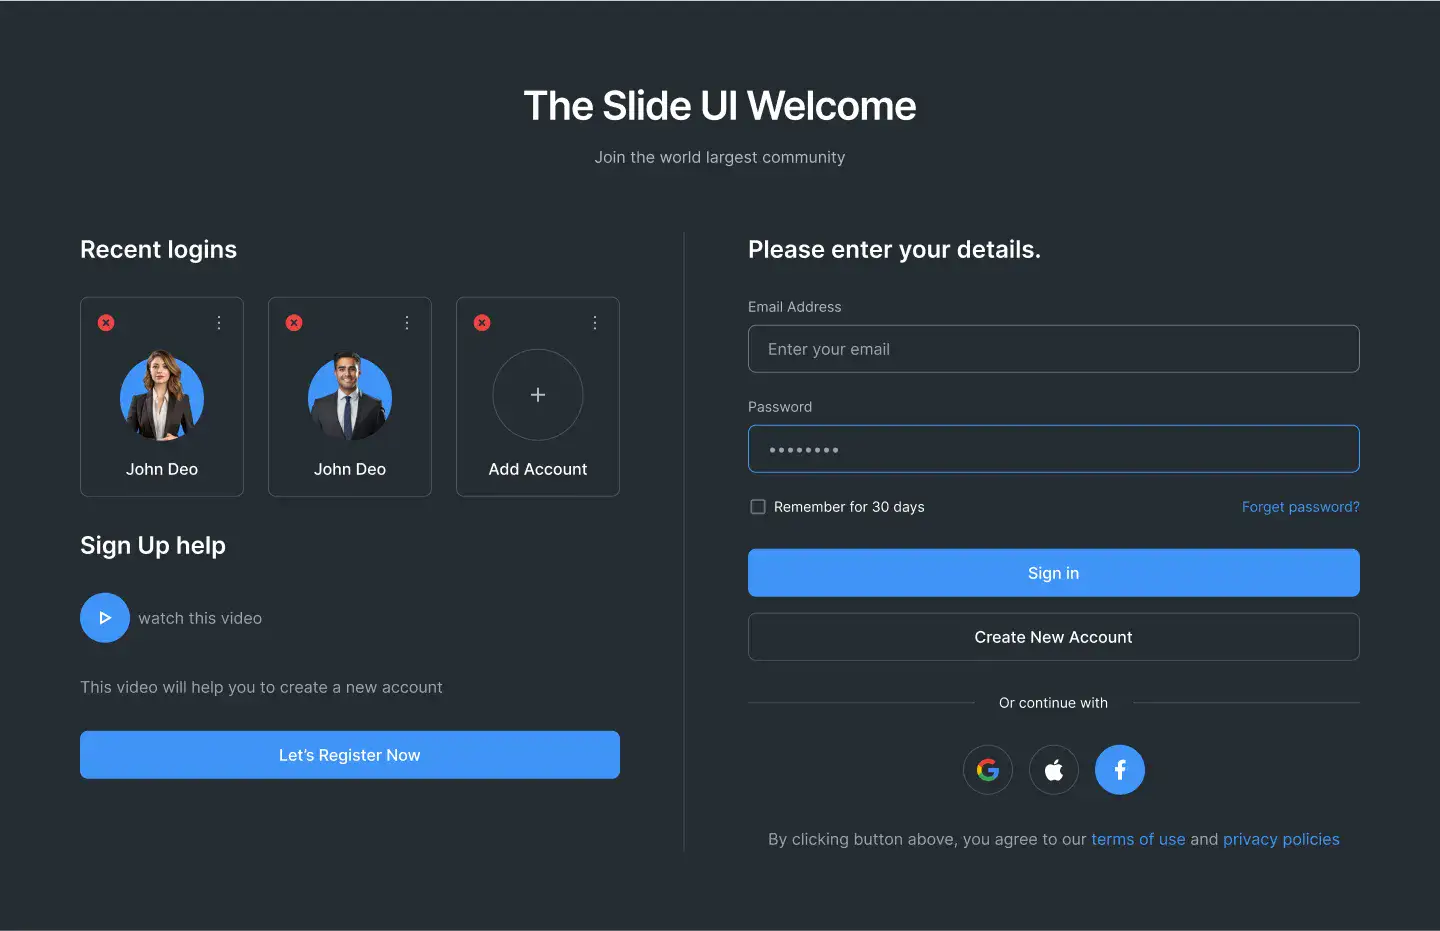 The Slide UI Welcome
Join the world largest community
Recent logins
John Deo
John Deo
Add Account
Sign Up help
watch this video
This video will help you to create a new account
Let’s Register Now
Please enter your details.
Email Address
Enter your email
Password
Remember for 30 days
Forget password?
Sign in
Create New Account
Or continue with
By clicking button above, you agree to our terms of use and privacy policies